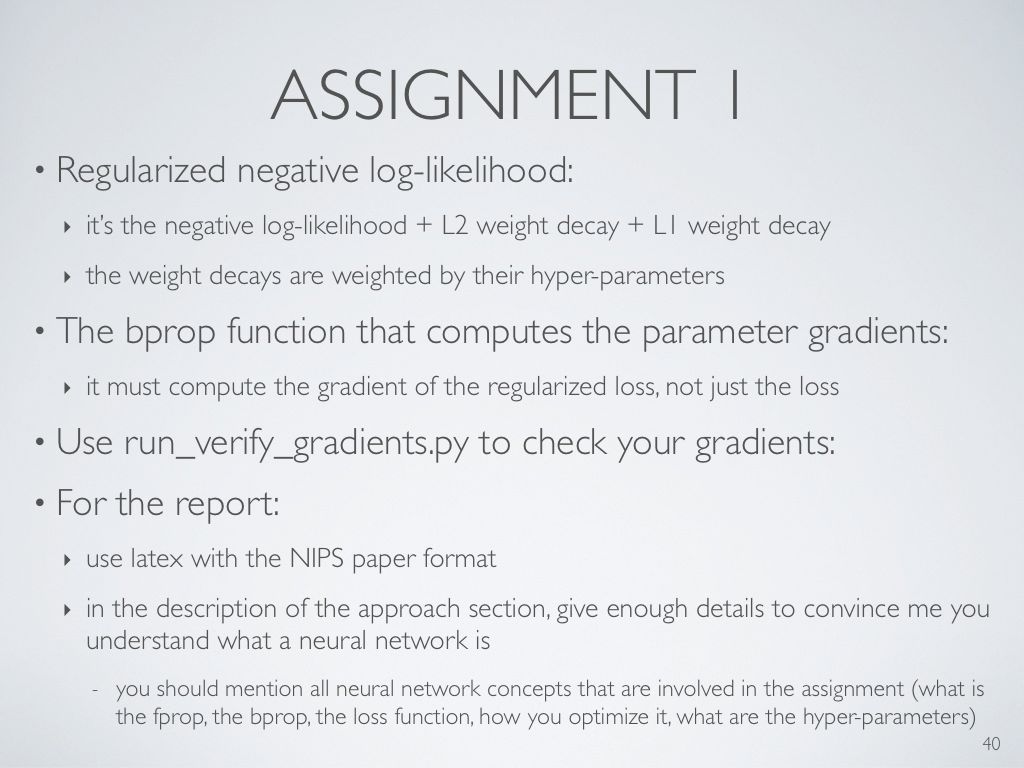 ASSIGNMENT 1
• Regularized negative log-likelihood:
‣ it’s the negative log-likelihood + L2 weight decay + L1 weight decay
‣ the weight decays are weighted by their hyper-parameters
• The bprop function that computes the parameter gradients:
‣ it must compute the gradient of the regularized loss, not just the loss
• Use run_verify_gradients.py to check your gradients:
• For the report:
‣ use latex with the NIPS paper format
‣ in the description of the approach section, give enough details to convince me you
understand what a neural network is
- you should mention all neural network concepts that are involved in the assignment (what is
the fprop, the bprop, the loss function, how you optimize it, what are the hyper-parameters)
40